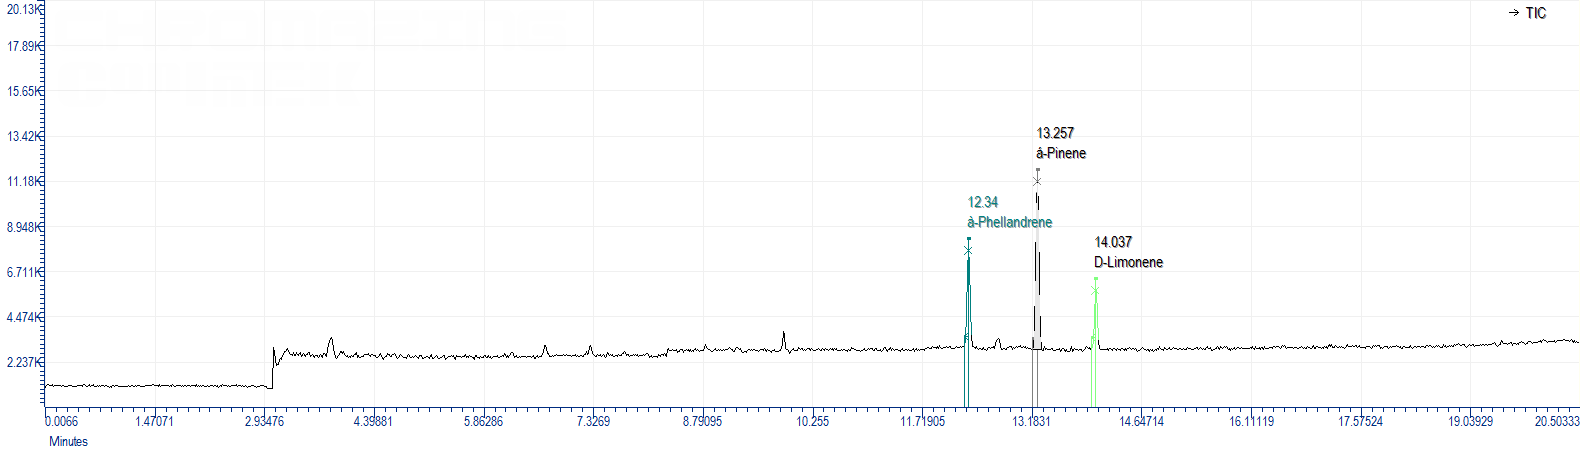 20.13K
→ TIC
17.89K
15.65K
13.42K
13.257
â-Pinene
11.18K
12.34
à-Phellandrene
8.948K
14.037
D-Limonene
6.711K
4.474K
2.237K
0.0066 1.47071 2.93476 4.39881 5.86286 7.3269 8.79095 10.255 11.71905 13.1831 14.64714 16.11119 17.57524 19.03929 20.50333
Minutes